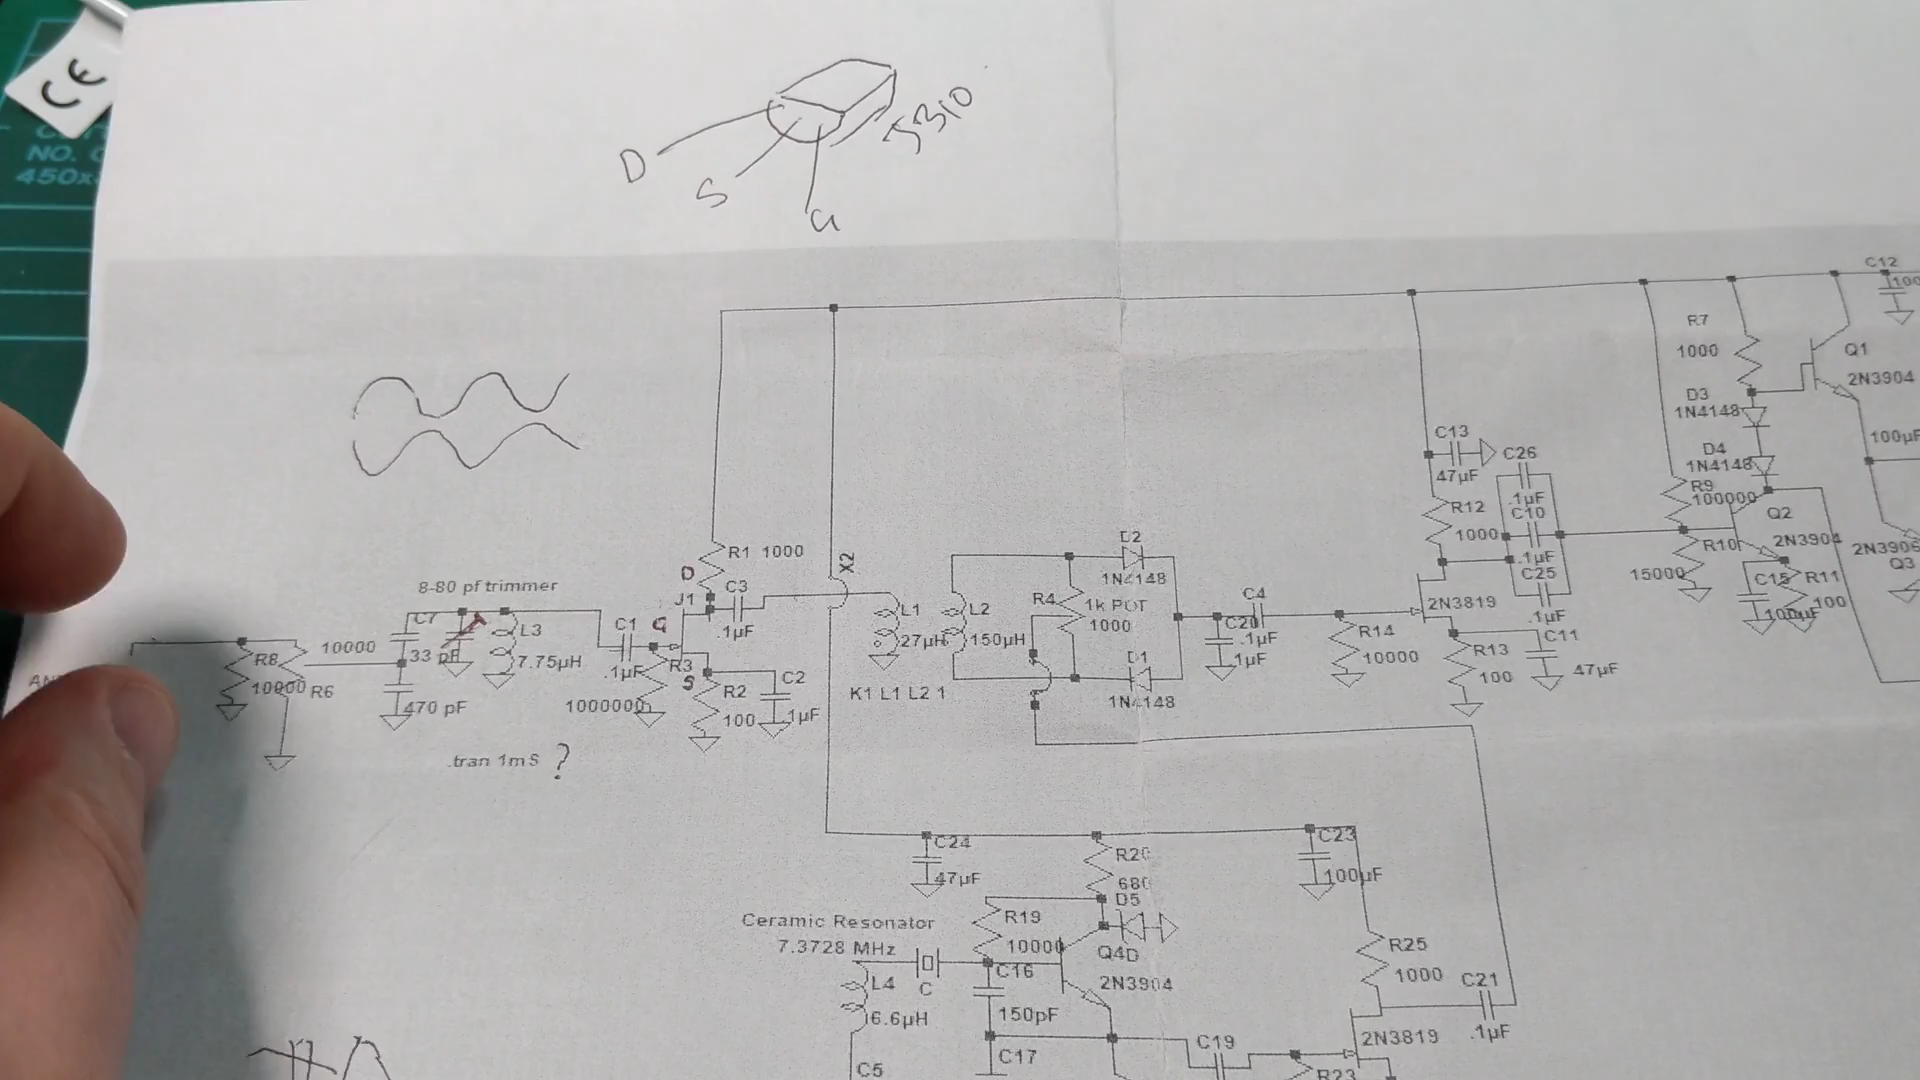 CE
NO.
450x
J310
D
S
G
C12
100
R7
1000
Q1
2N3904
D3
1N4148
100µF
C13
47µF
C26
.1µF
D4
1N4148
R9
100000
R12
1000
C10
.1µF
Q2
2N3904
2N3906
Q3
R10
15000
C25
.1µF
C15
100µF
R11
100
D2
1N4148
R1 1000
X2
D
J1
C3
.1µF
8-80 pf trimmer
C7
33 pF
L3
7.75µH
C1
.1µF
G
R3
1000000
S
R2
100
C2
.1µF
L1
27µH
L2
150µH
R4
1k POT
1000
D1
1N4148
K1 L1 L2 1
C4
.1µF
C20
.1µF
R14
10000
2N3819
R13
100
C11
47µF
10000
R8
10000
R6
470 pF
.tran 1mS ?
C24
47µF
R20
680
C23
100µF
D5
Ceramic Resonator
7.3728 MHz
R19
10000
Q4D
2N3904
L4
6.6µH
C
C16
150pF
C17
C5
R25
1000
C21
.1µF
2N3819
C19
R23